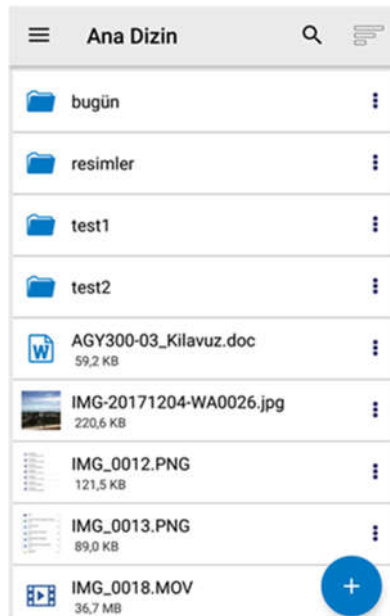 Ana Dizin
bugün
resimler
test1
test2
AGY300-03_Kilavuz.doc
59,2 KB
IMG-20171204-WA0026.jpg
220,6 KB
IMG_0012.PNG
121,5 KB
IMG_0013.PNG
89,0 KB
IMG_0018.MOV
36,7 MB